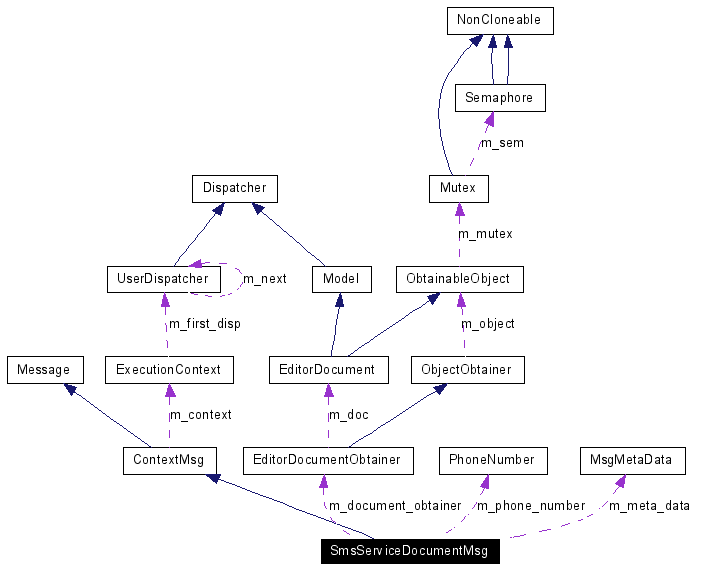 NonCloneable
Semaphore
m_sem
Dispatcher
Mutex
m_mutex
UserDispatcher
m_next
Model
ObtainableObject
m_first_disp
m_object
Message
ExecutionContext
EditorDocument
ObjectObtainer
m_context
m_doc
ContextMsg
EditorDocumentObtainer
PhoneNumber
MsgMetaData
m_document_obtainer
m_phone_number
m_meta_data
SmsServiceDocumentMsg